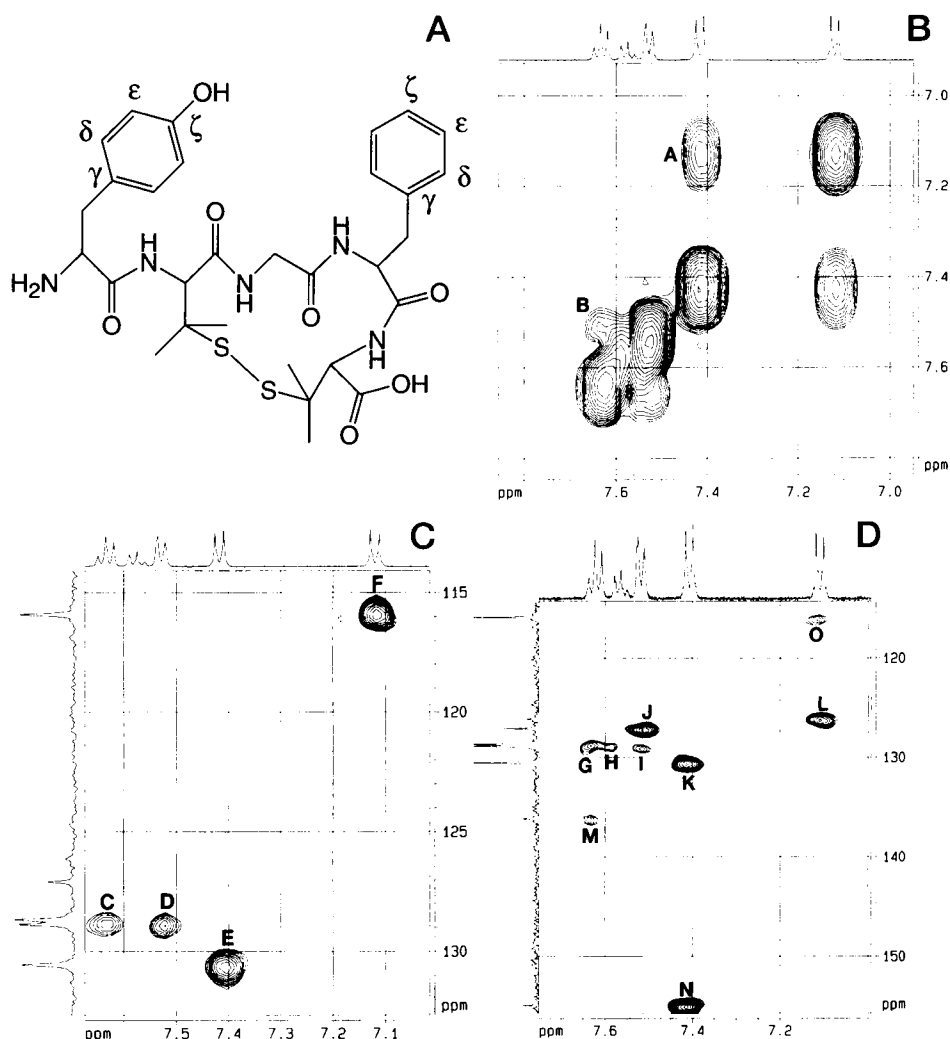 A
OH
ε
δ
ζ
γ
ζ
ε
δ
γ
O
H
N
H
N
H2N
O
N
H
O
O
N
H
S
S
OH
O
B
7.0
A
7.2
7.4
B
7.6
ppm
ppm
7.6
7.4
7.2
7.0
C
F
115
120
125
C
D
E
130
ppm
ppm
7.5
7.4
7.3
7.2
7.1
D
O
120
J
L
G
H
I
K
130
M
140
N
150
ppm
ppm
7.6
7.4
7.2